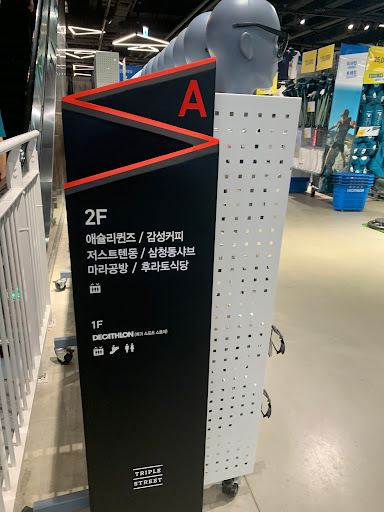 A
2F
애슐리퀸즈 / 감성커피
저스트텐동 / 삼청동샤브
마라공방 / 후라토식당
1F
DECATHLON
TRIPLE
STREET